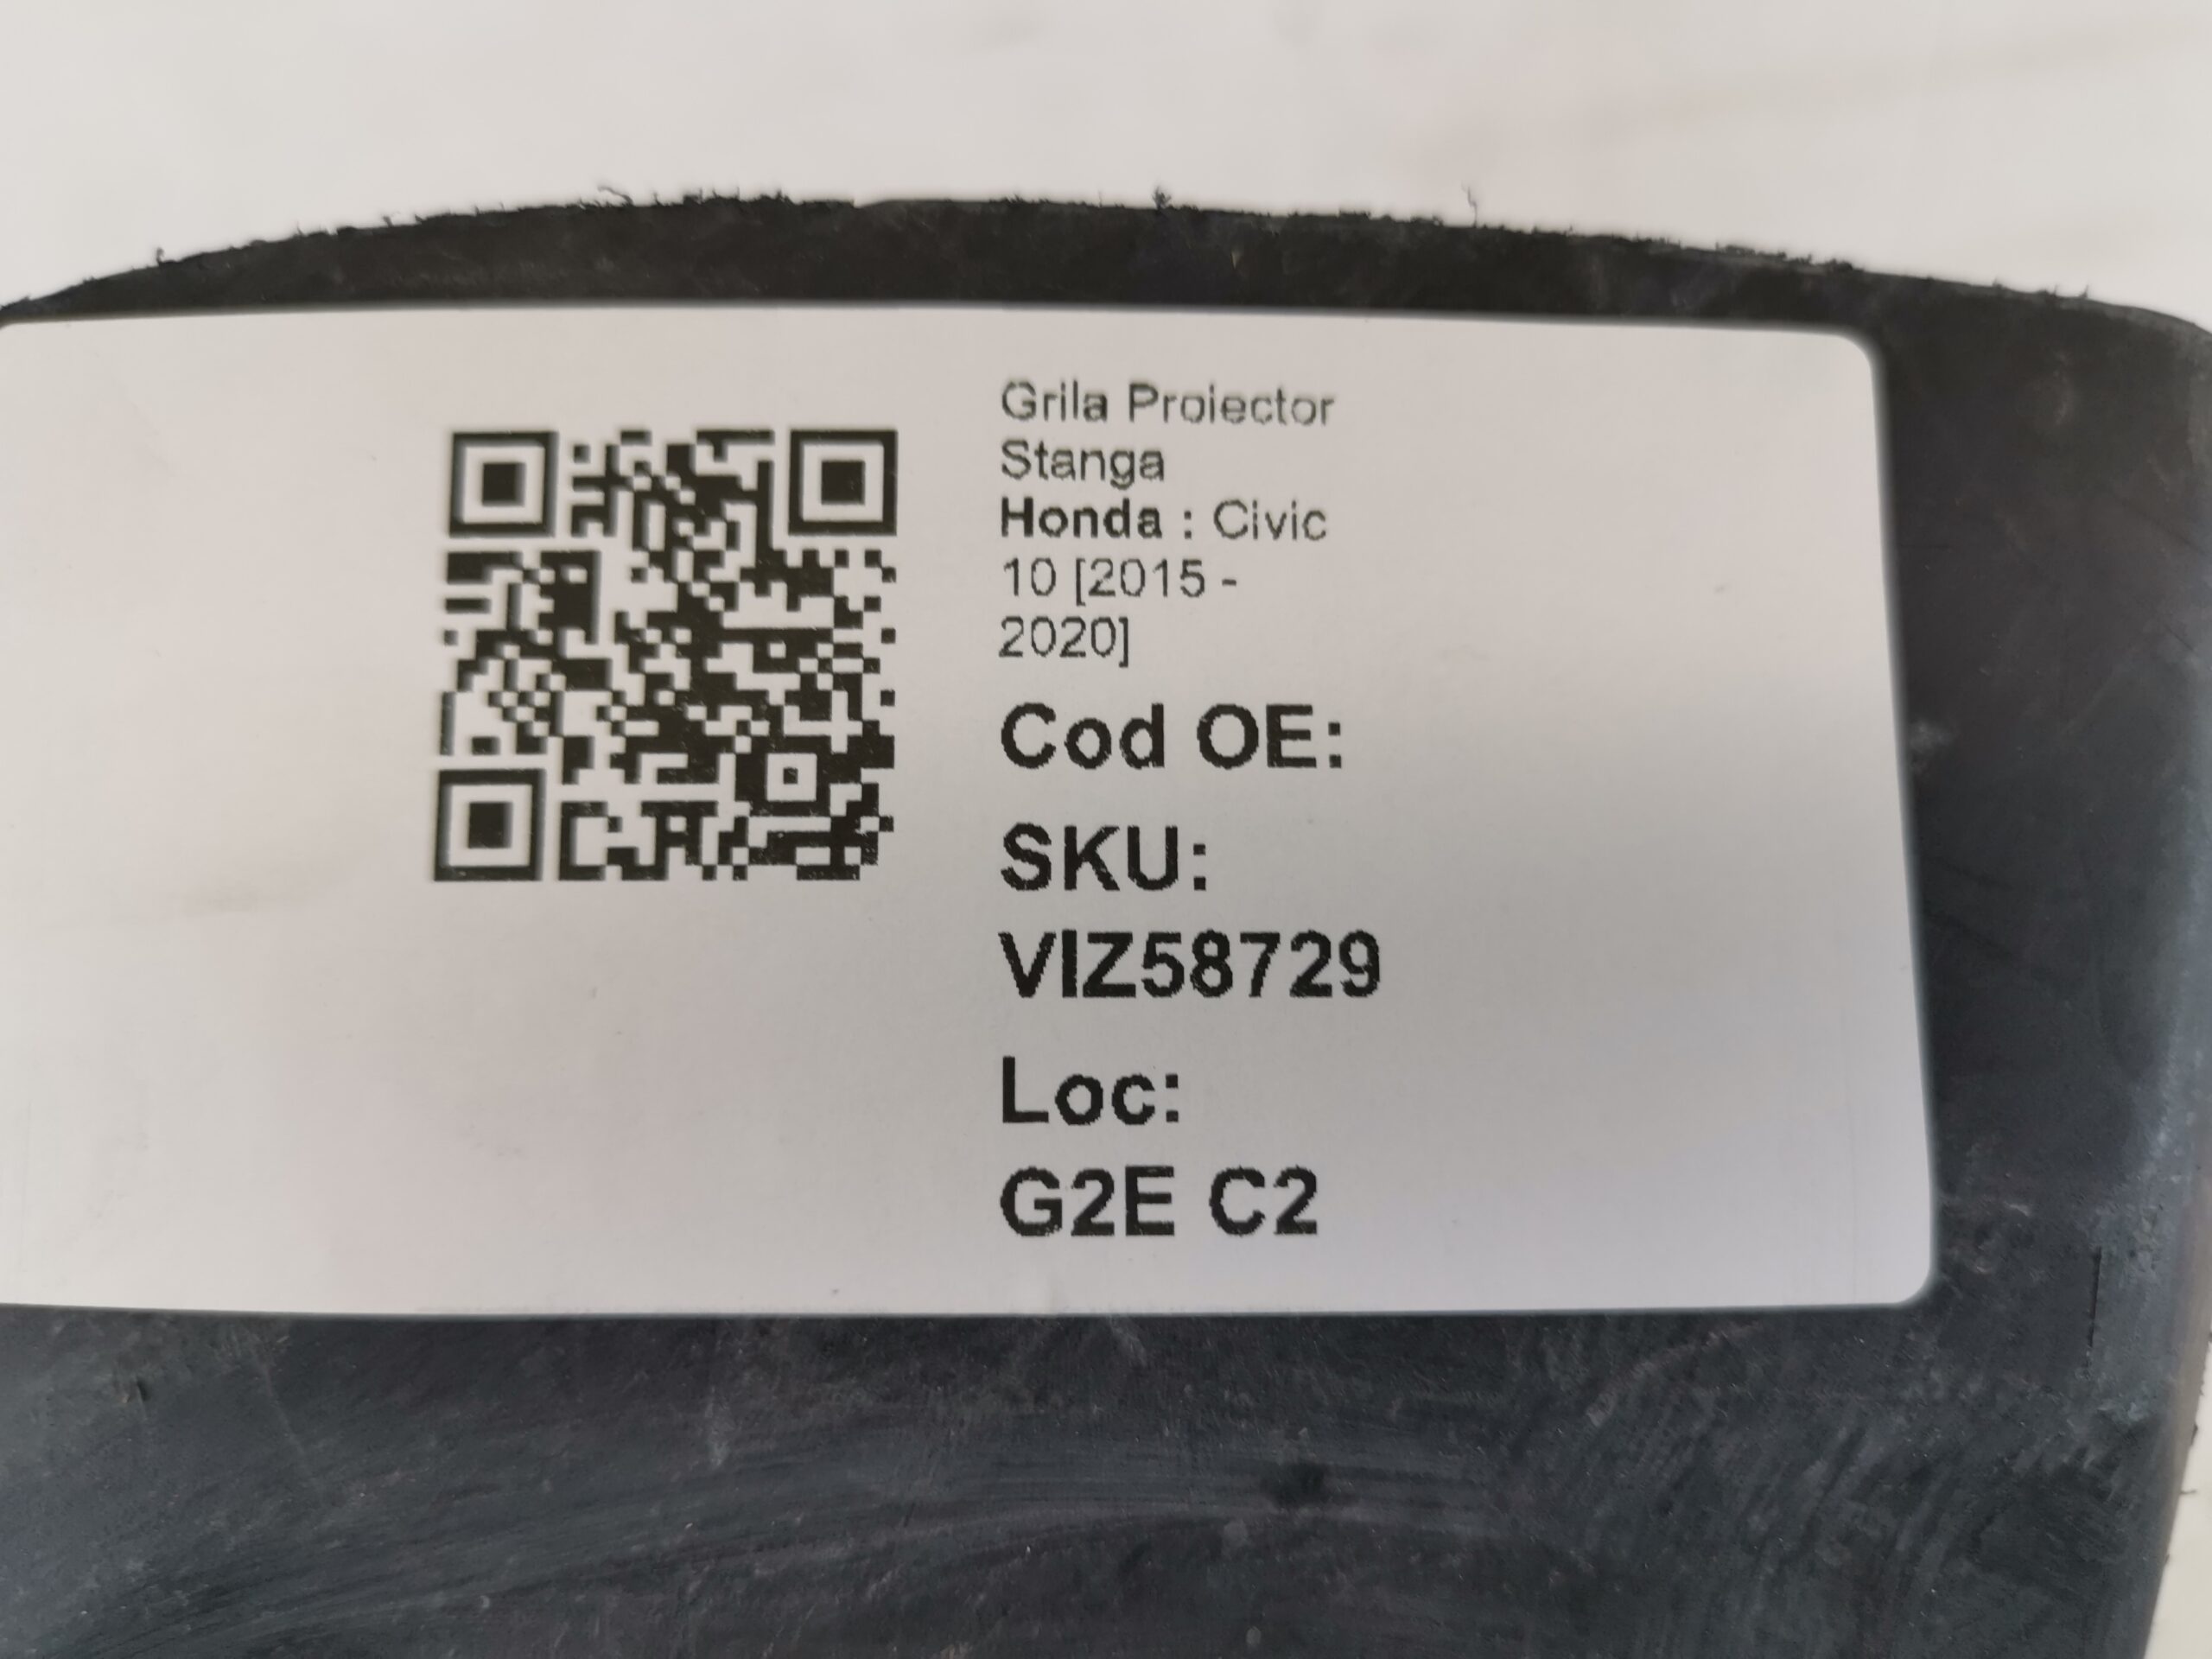 Grila Proiector
Stanga
Honda : Civic
10 [2015 -
2020]
Cod OE:
SKU:
VIZ58729
Loc:
G2E C2